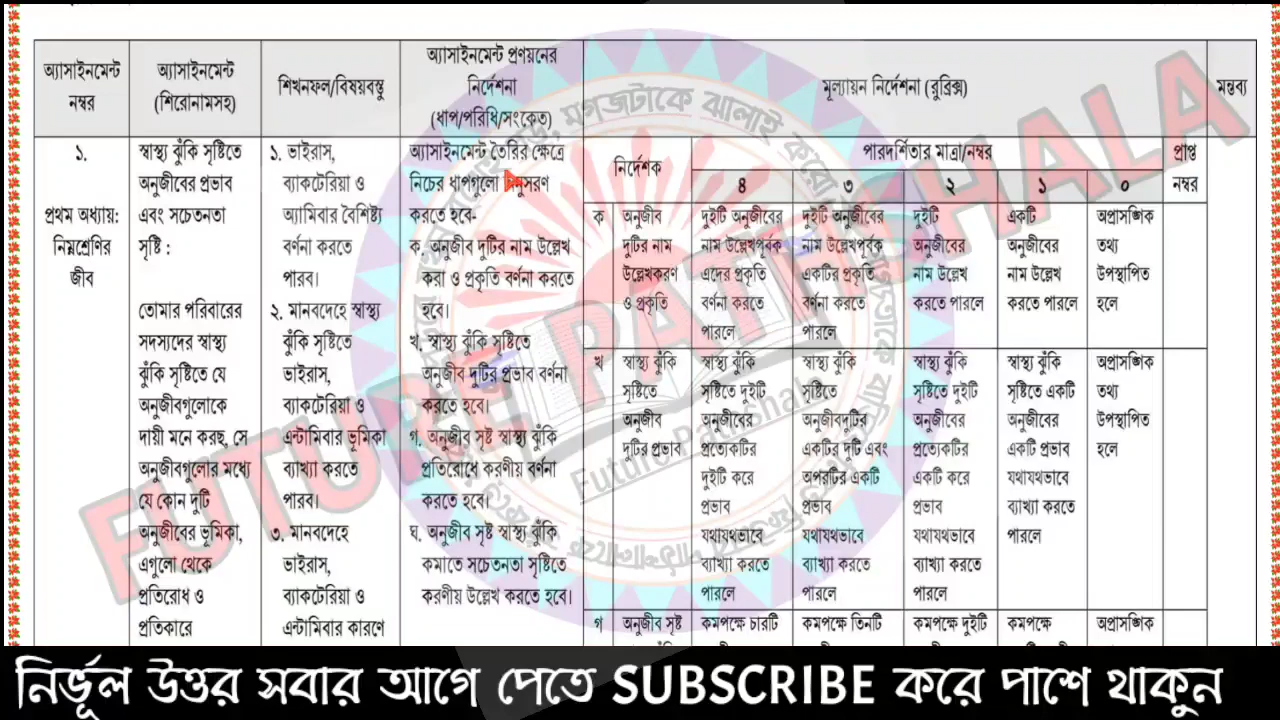 অ্যাসাইনমেন্ট নম্বর
অ্যাসাইনমেন্ট (শিরোনামসহ)
শিখনফল/বিষয়বস্তু
অ্যাসাইনমেন্ট প্রণয়নের নির্দেশনা (ধাপ/পরিধি/সংকেত)
মূল্যায়ন নির্দেশনা (রুব্রিক্স)
মন্তব্য
১.
প্রথম অধ্যায়:
নিম্নশ্রেণির
জীব
স্বাস্থ্য ঝুঁকি সৃষ্টিতে
অনুজীবের প্রভাব
এবং সচেতনতা
সৃষ্টি :
তোমার পরিবারের
সদস্যদের স্বাস্থ্য
ঝুঁকি সৃষ্টিতে যে
অনুজীবগুলোকে
দায়ী মনে করছ, সে
অনুজীবগুলোর মধ্যে
যে কোন দুটি
অনুজীবের ভূমিকা,
এগুলো থেকে
প্রতিরোধ ও
প্রতিকারে
১. ভাইরাস,
ব্যাকটেরিয়া ও
অ্যামিবার বৈশিষ্ট্য
বর্ণনা করতে
পারব।
২. মানবদেহে স্বাস্থ্য
ঝুঁকি সৃষ্টিতে
ভাইরাস,
ব্যাকটেরিয়া ও
এন্টামিবার ভূমিকা
ব্যাখ্যা করতে
পারব।
৩. মানবদেহে
ভাইরাস,
ব্যাকটেরিয়া ও
এন্টামিবার কারণে
অ্যাসাইনমেন্ট তৈরির ক্ষেত্রে
নিচের ধাপগুলো অনুসরণ
করতে হবে-
ক. অনুজীব দুটির নাম উল্লেখ
করা ও প্রকৃতি বর্ণনা করতে
হবে।
খ. স্বাস্থ্য ঝুঁকি সৃষ্টিতে
অনুজীব দুটির প্রভাব বর্ণনা
করতে হবে।
গ. অনুজীব সৃষ্ট স্বাস্থ্য ঝুঁকি
প্রতিরোধে করণীয় বর্ণনা
করতে হবে।
ঘ. অনুজীব সৃষ্ট স্বাস্থ্য ঝুঁকি
কমাতে সচেতনতা সৃষ্টিতে
করণীয় উল্লেখ করতে হবে।
নির্দেশক
পারদর্শিতার মাত্রা/নম্বর
প্রাপ্ত নম্বর
৪ ৩ ২ ১ ০
ক
অনুজীব
দুটির নাম
উল্লেখকরণ
ও প্রকৃতি
দুইটি অনুজীবের
নাম উল্লেখপূর্বক
এদের প্রকৃতি
বর্ণনা করতে
পারলে
দুইটি অনুজীবের
নাম উল্লেখপূর্বক
একটির প্রকৃতি
বর্ণনা করতে
পারলে
দুইটি
অনুজীবের
নাম উল্লেখ
করতে পারলে
একটি
অনুজীবের
নাম উল্লেখ
করতে পারলে
অপ্রাসঙ্গিক
তথ্য
উপস্থাপিত
হলে
খ
স্বাস্থ্য ঝুঁকি
সৃষ্টিতে
অনুজীব
দুটির প্রভাব
স্বাস্থ্য ঝুঁকি
সৃষ্টিতে দুইটি
অনুজীবের
প্রত্যেকটির
দুইটি করে
প্রভাব
যথাযথভাবে
ব্যাখ্যা করতে
পারলে
স্বাস্থ্য ঝুঁকি
সৃষ্টিতে
অনুজীবদুটির
একটির দুটি এবং
অপরটির একটি
প্রভাব
যথাযথভাবে
ব্যাখ্যা করতে
পারলে
স্বাস্থ্য ঝুঁকি
সৃষ্টিতে দুইটি
অনুজীবের
প্রত্যেকটির
একটি করে
প্রভাব
যথাযথভাবে
ব্যাখ্যা করতে
পারলে
স্বাস্থ্য ঝুঁকি
সৃষ্টিতে একটি
অনুজীবের
একটি প্রভাব
যথাযথভাবে
ব্যাখ্যা করতে
পারলে
অপ্রাসঙ্গিক
তথ্য
উপস্থাপিত
হলে
গ
অনুজীব সৃষ্ট
কমপক্ষে চারটি
কমপক্ষে তিনটি
কমপক্ষে দুইটি
কমপক্ষে
অপ্রাসঙ্গিক
FUTURE PATHSHALA
নির্ভূল উত্তর সবার আগে পেতে SUBSCRIBE করে পাশে থাকুন